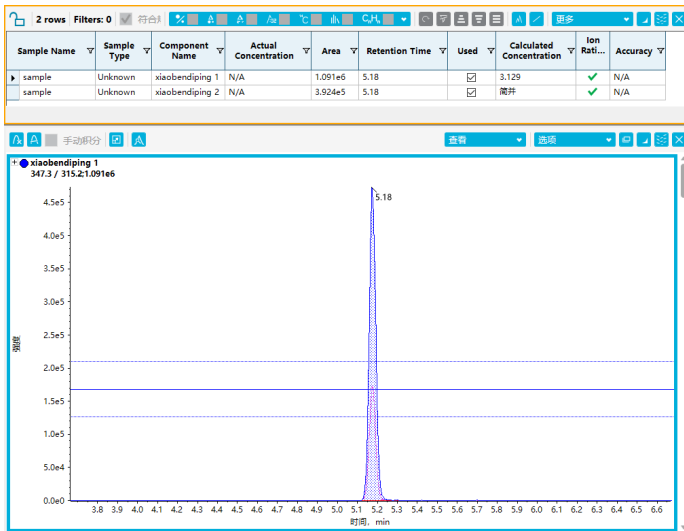 2 rows Filters: 0 符合
更多
Sample Name Sample Type Component Name Actual Concentration Area Retention Time Used Calculated Concentration Ion Rati... Accuracy
sample Unknown xiaobendiping 1 N/A 1.091e6 5.18 3.129 N/A
sample Unknown xiaobendiping 2 N/A 3.924e5 5.18 简并 N/A
手动积分 查看 选项
xiaobendiping 1
347.3 / 315.2:1.091e6
5.18
4.5e5
4.0e5
3.5e5
3.0e5
2.5e5
2.0e5
1.5e5
1.0e5
5.0e4
0.0e0
强度
3.8 3.9 4.0 4.1 4.2 4.3 4.4 4.5 4.6 4.7 4.8 4.9 5.0 5.1 5.2 5.3 5.4 5.5 5.6 5.7 5.8 5.9 6.0 6.1 6.2 6.3 6.4 6.5 6.6
时间, min